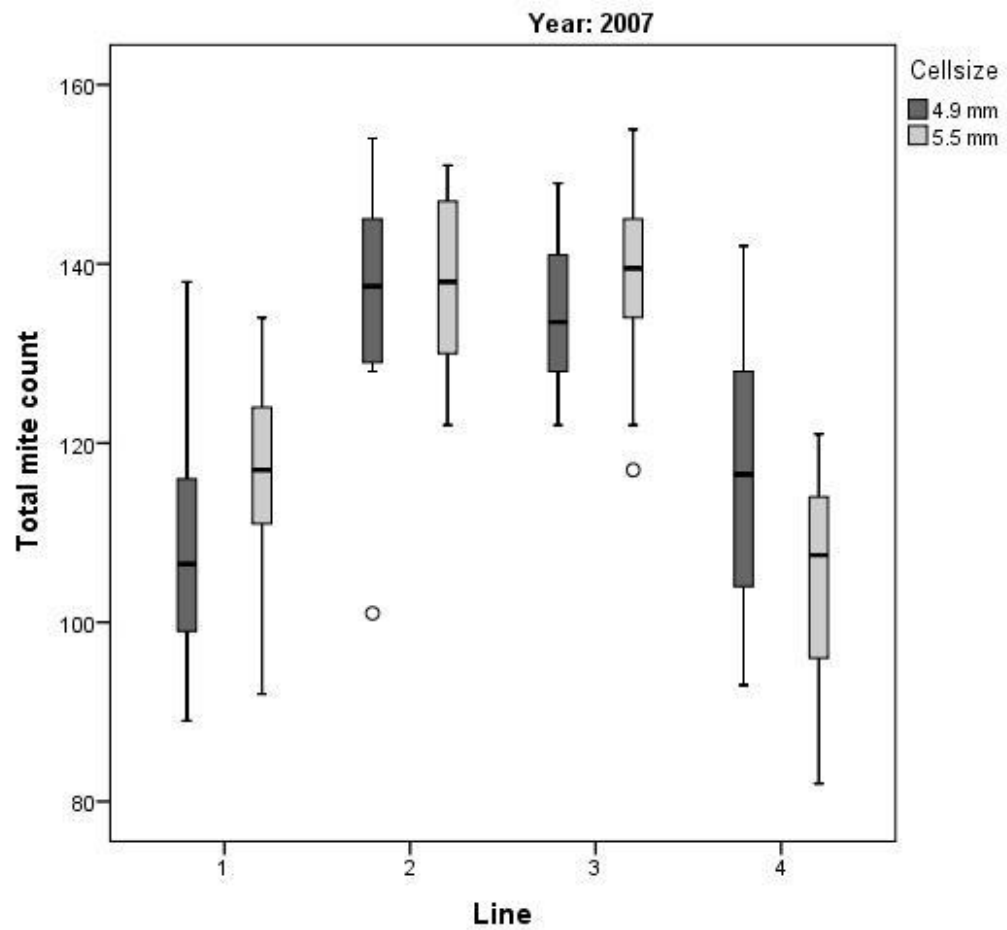 Year: 2007
Cellsize
4.9 mm
5.5 mm
Total mite count
160
140
120
100
80
1 2 3 4
Line